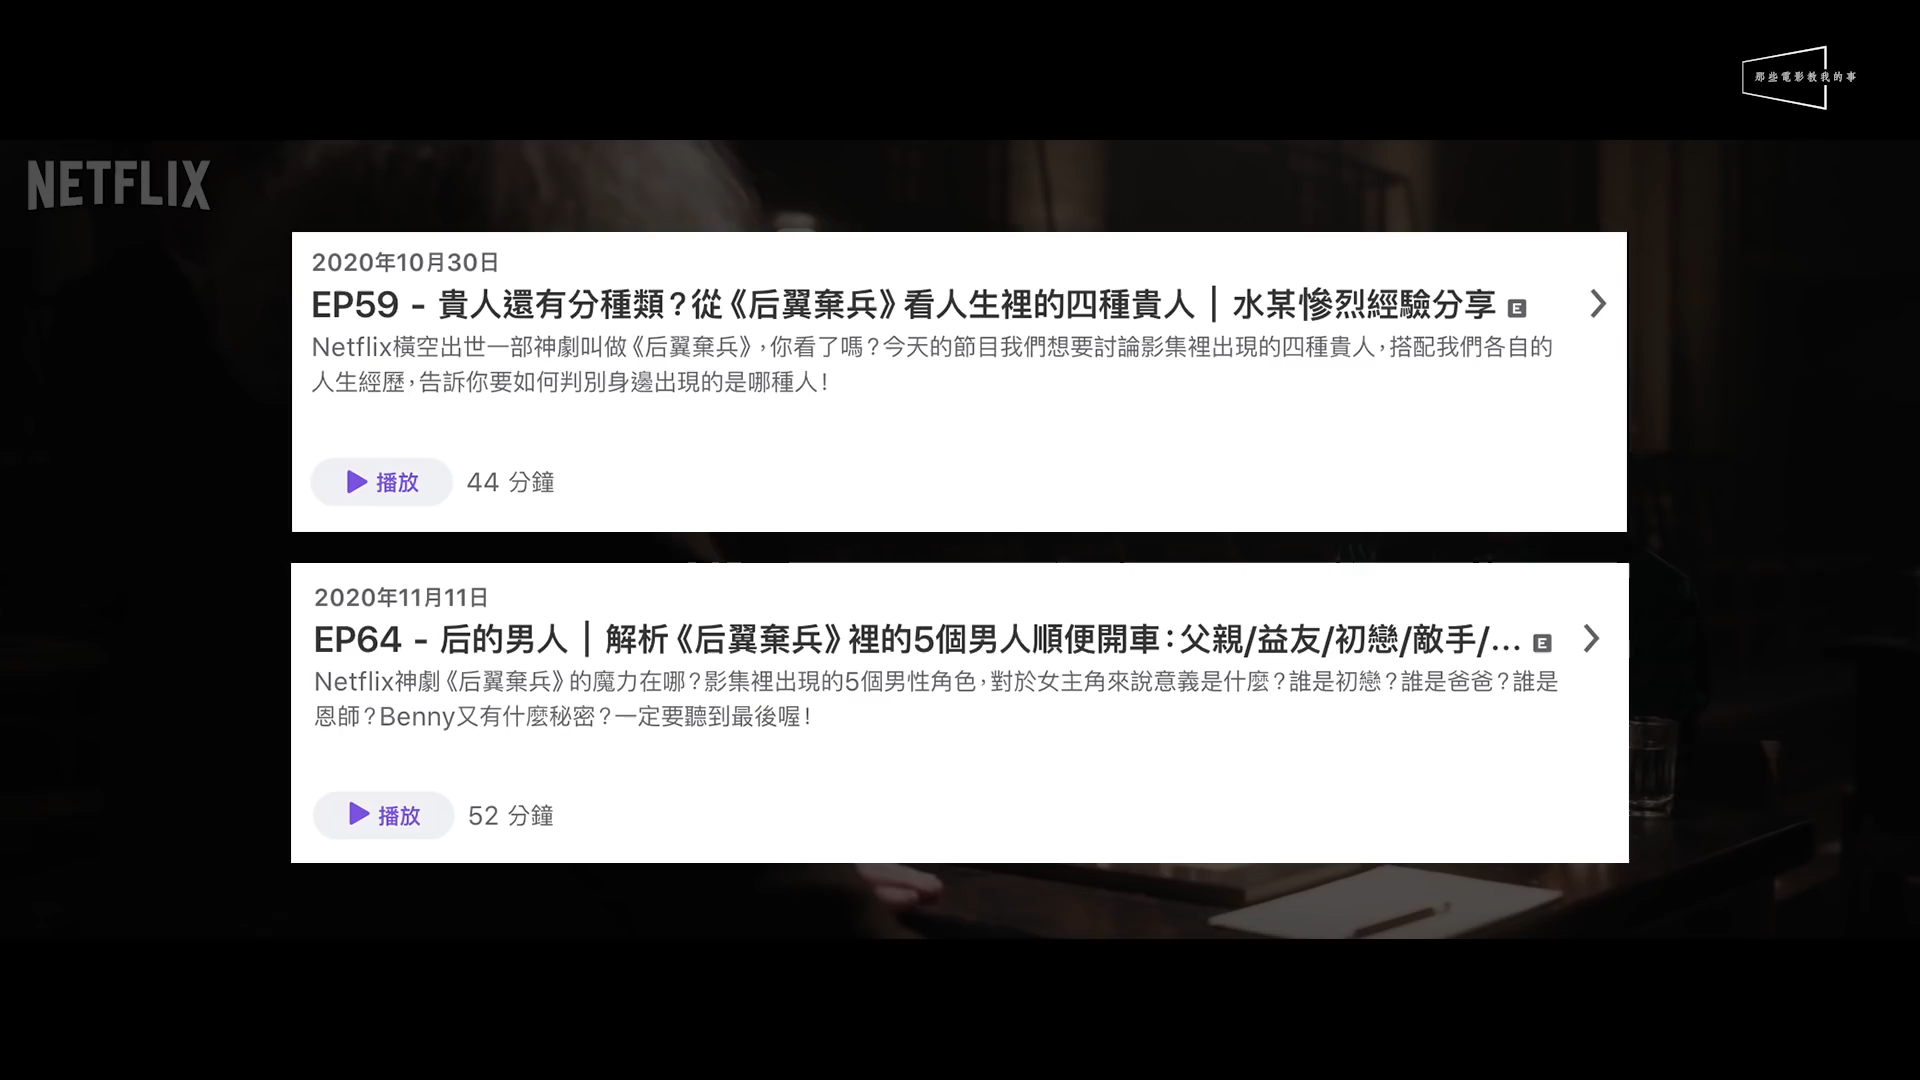 那些電影教我的事
NETFLIX
2020年10月30日
EP59 - 貴人還有分種類?從《后翼棄兵》看人生裡的四種貴人|水某慘烈經驗分享 E
Netflix橫空出世一部神劇叫做《后翼棄兵》,你看了嗎?今天的節目我們想要討論影集裡出現的四種貴人,搭配我們各自的
人生經歷,告訴你要如何判別身邊出現的是哪種人!
播放 44 分鐘
2020年11月11日
EP64 - 后的男人|解析《后翼棄兵》裡的5個男人順便開車:父親/益友/初戀/敵手/... E
Netflix神劇《后翼棄兵》的魔力在哪?影集裡出現的5個男性角色,對於女主角來說意義是什麼?誰是初戀?誰是爸爸?誰是
恩師?Benny又有什麼秘密?一定要聽到最後喔!
播放 52 分鐘